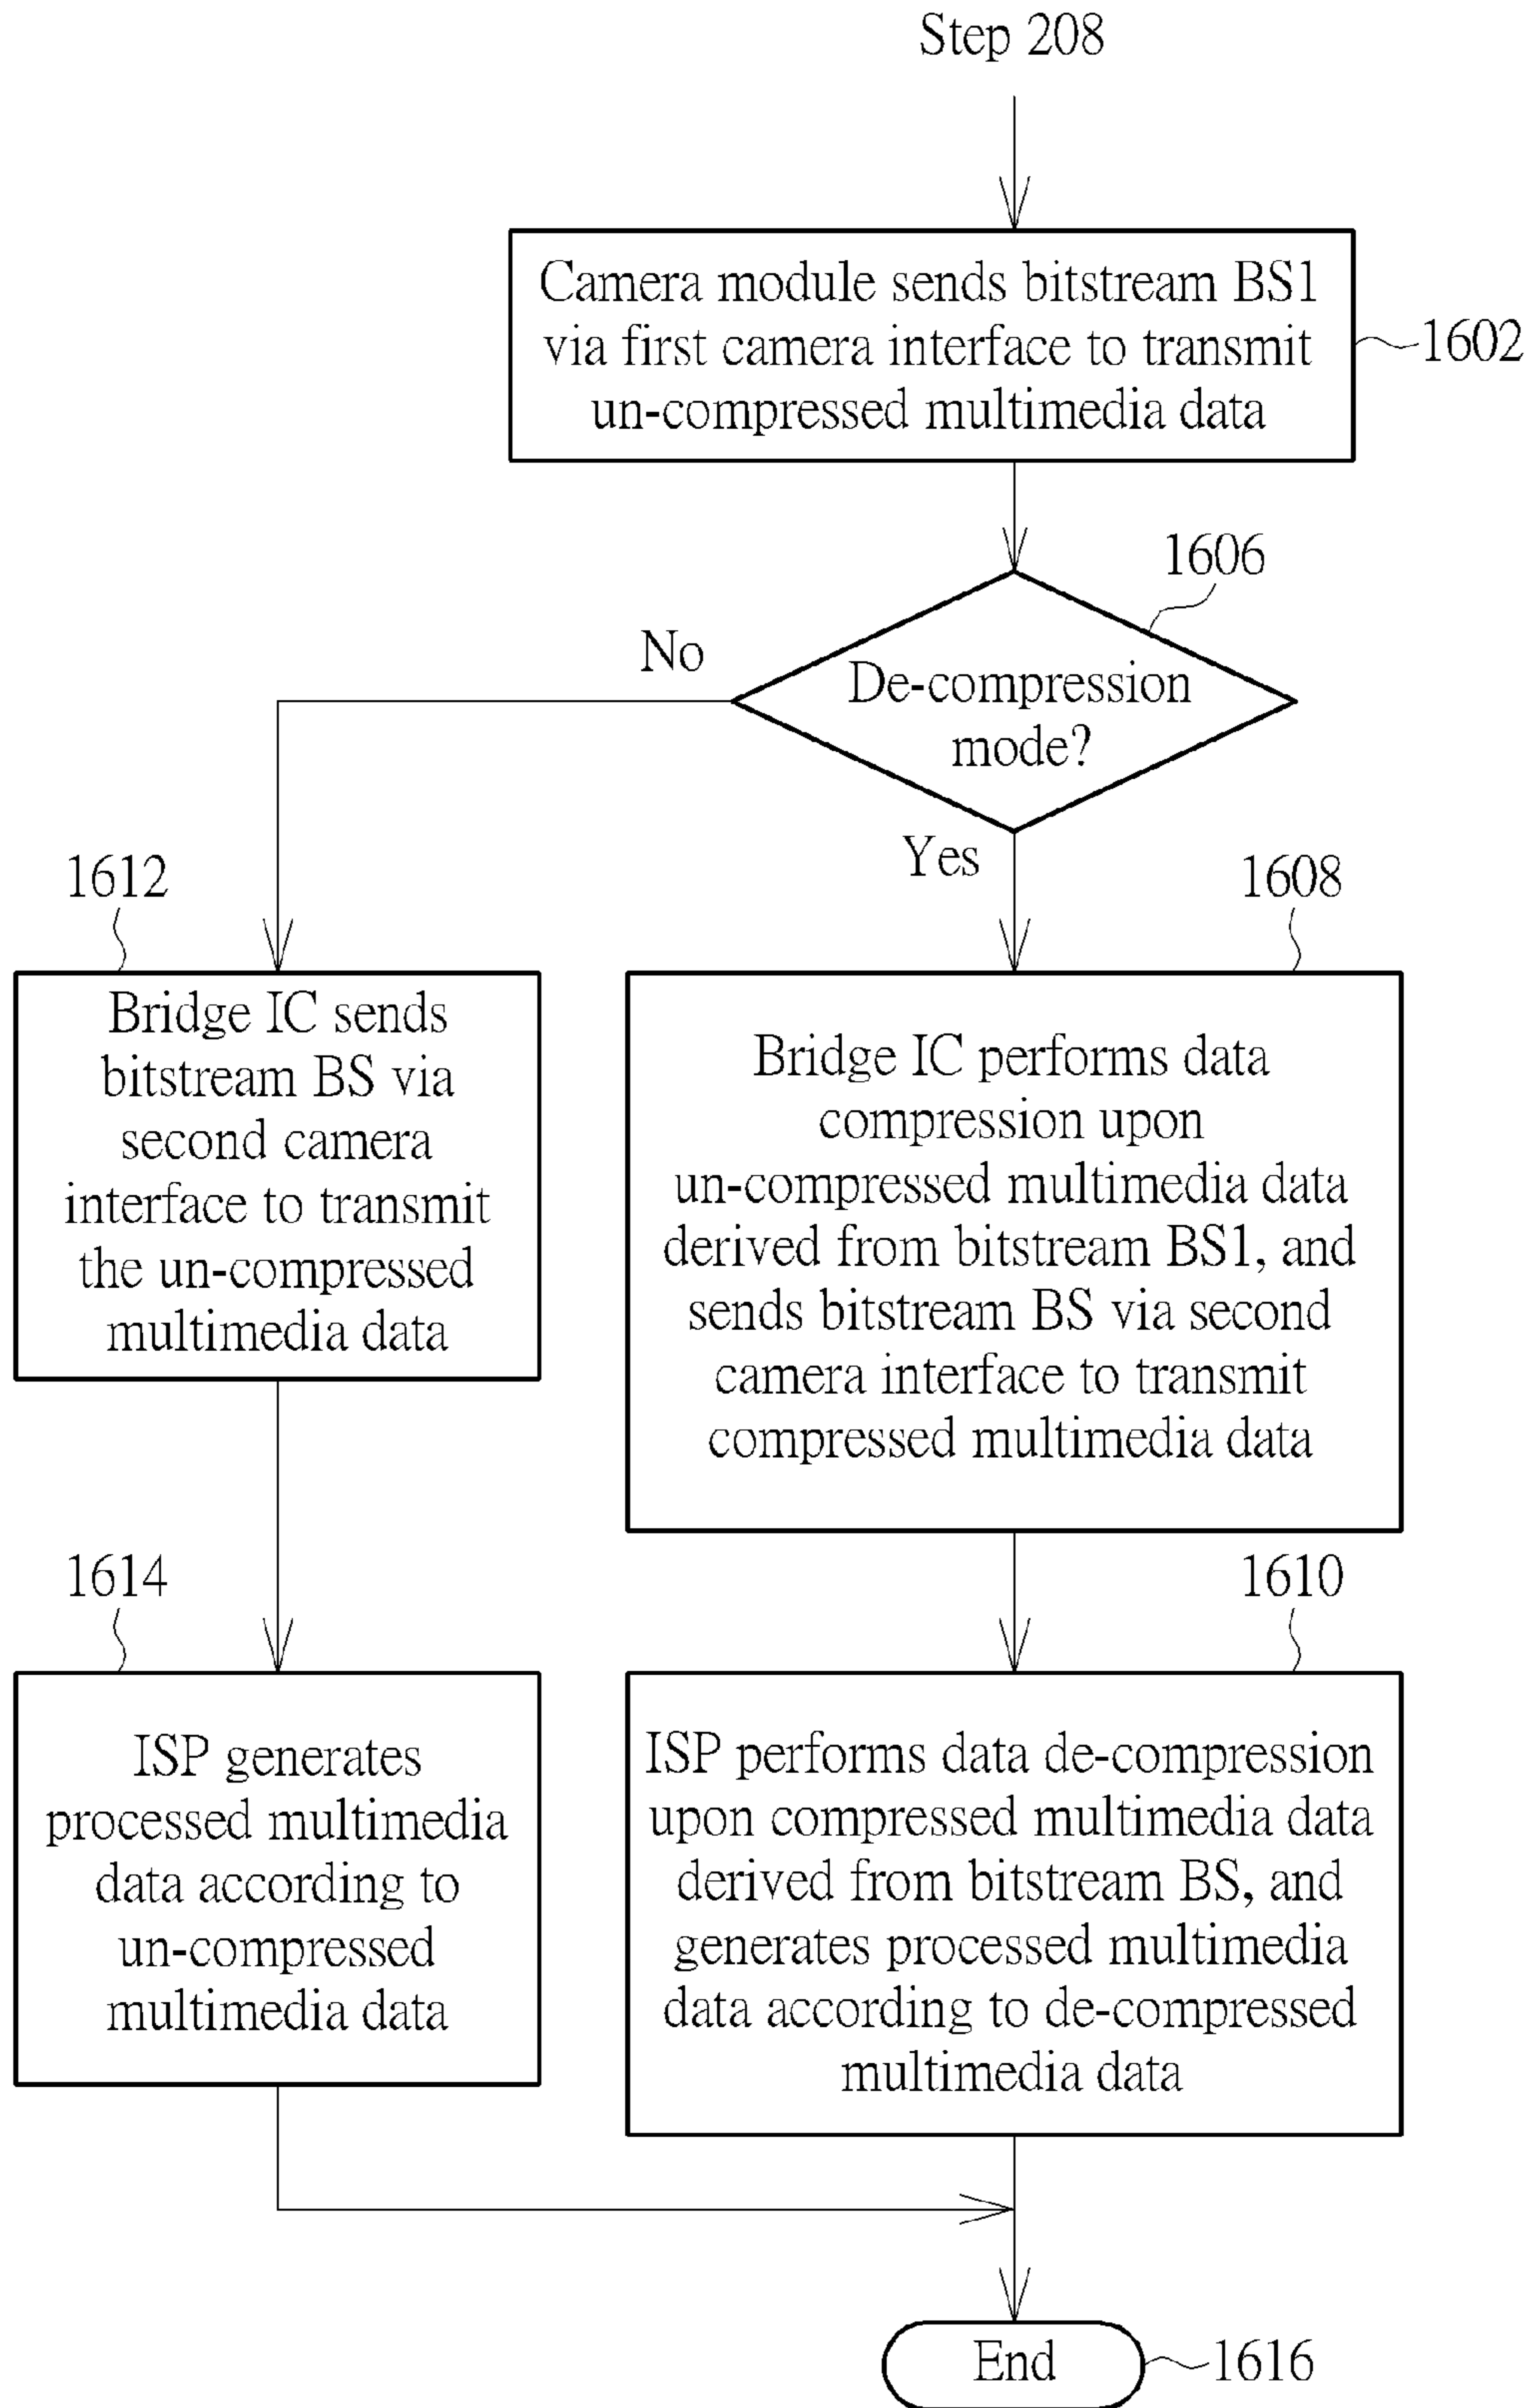 Step 208
Camera module sends bitstream BS1
via first camera interface to transmit
un-compressed multimedia data
1602
1606
De-compression
mode?
No
Yes
1612
Bridge IC sends
bitstream BS via
second camera
interface to transmit
the un-compressed
multimedia data
1608
Bridge IC performs data
compression upon
un-compressed multimedia data
derived from bitstream BS1, and
sends bitstream BS via second
camera interface to transmit
compressed multimedia data
1614
ISP generates
processed multimedia
data according to
un-compressed
multimedia data
1610
ISP performs data de-compression
upon compressed multimedia data
derived from bitstream BS, and
generates processed multimedia
data according to de-compressed
multimedia data
End
1616